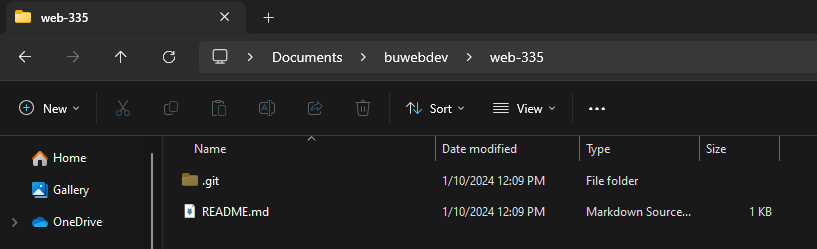 web-335
Documents > buwebdev > web-335
New Sort View
Name Date modified Type Size
Home
Gallery
OneDrive
.git 1/10/2024 12:09 PM File folder
README.md 1/10/2024 12:09 PM Markdown Source... 1 KB